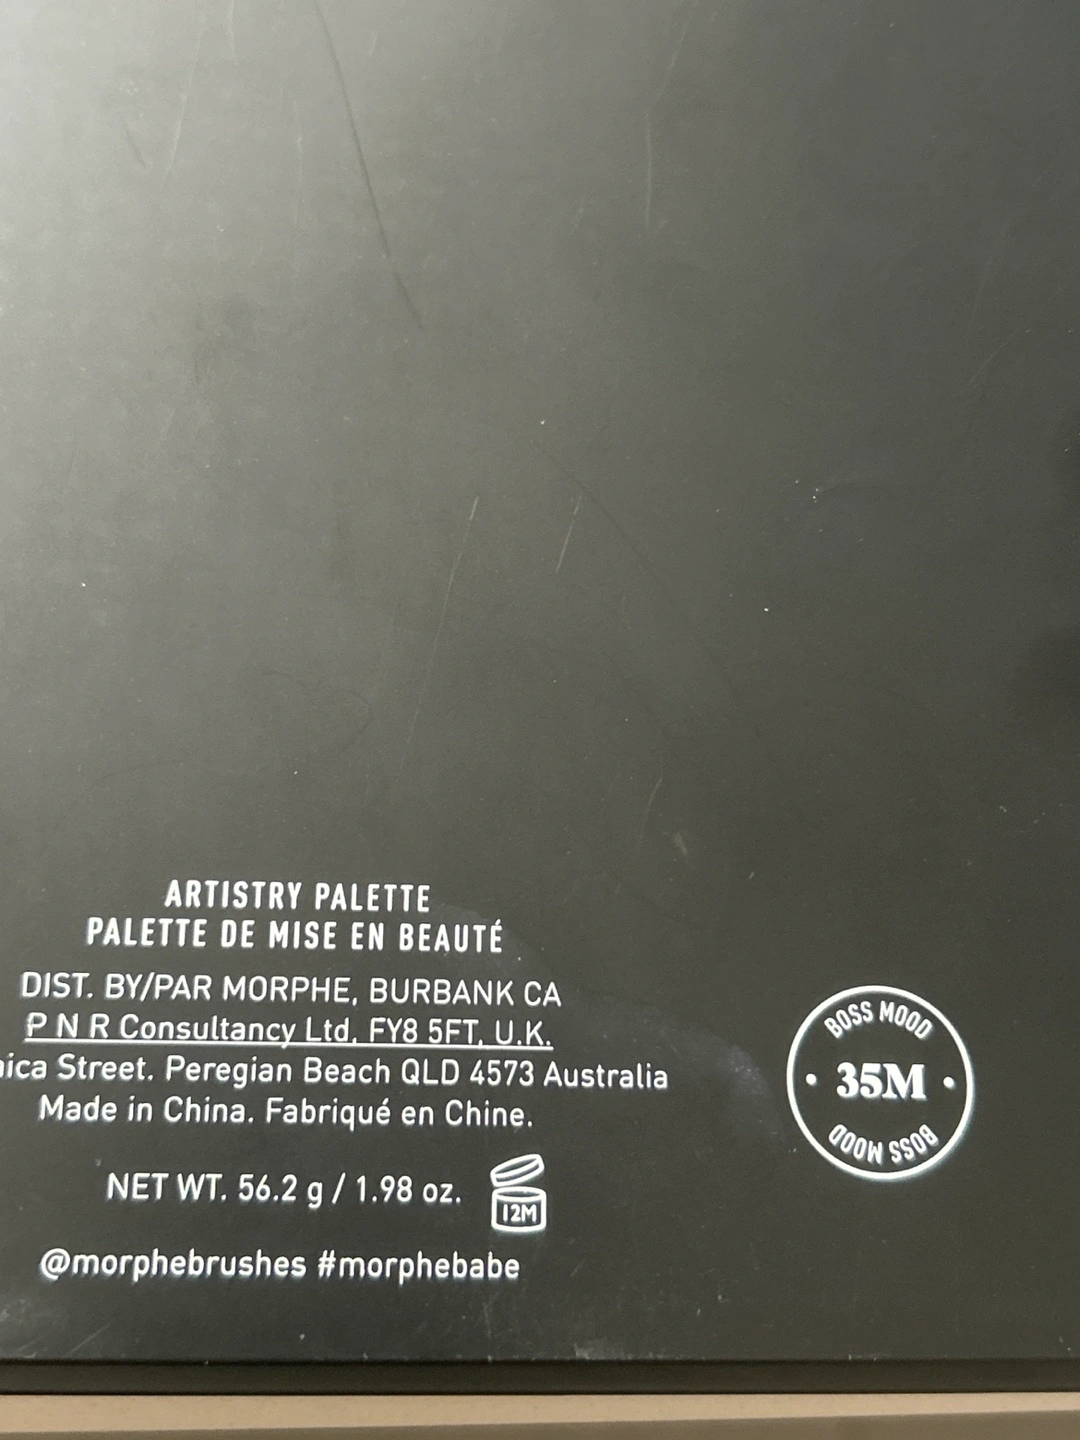 ARTISTRY PALETTE
PALETTE DE MISE EN BEAUTÉ
DIST. BY/PAR MORPHE, BURBANK CA
P N R Consultancy Ltd, FY8 5FT, U.K.
Street. Peregian Beach QLD 4573 Australia
Made in China. Fabriqué en Chine.
NET WT. 56.2 g / 1.98 oz.
12M
@morphebrushes #morphebabe
BOSS MOOD
• 35M •
BOSS MOOD